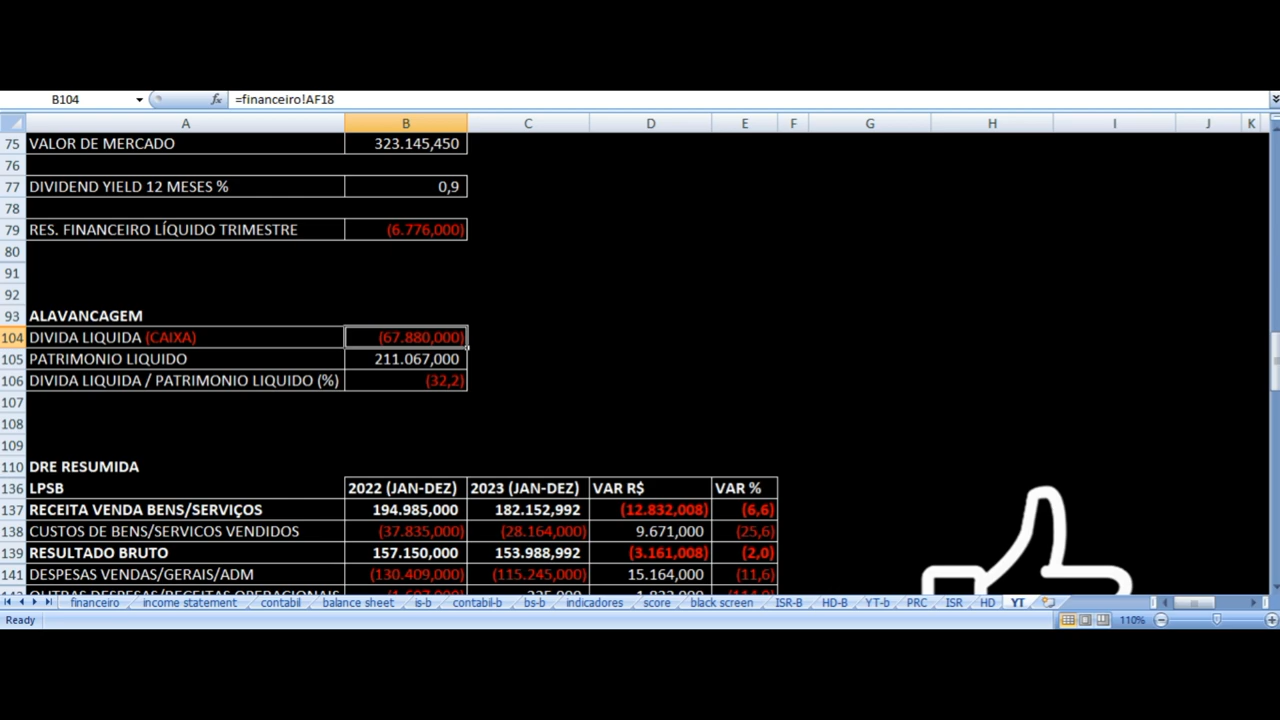 B104 fx =financeiro!AF18
A B C D E F G H I J K
75 VALOR DE MERCADO 323.145,450
76
77 DIVIDEND YIELD 12 MESES % 0,9
78
79 RES. FINANCEIRO LÍQUIDO TRIMESTRE (6.776,000)
80
91
92
93 ALAVANCAGEM
104 DIVIDA LIQUIDA (CAIXA) (67.880,000)
105 PATRIMONIO LIQUIDO 211.067,000
106 DIVIDA LIQUIDA / PATRIMONIO LIQUIDO (%) (32,2)
107
108
109
110 DRE RESUMIDA
136 LPSB 2022 (JAN-DEZ) 2023 (JAN-DEZ) VAR R$ VAR %
137 RECEITA VENDA BENS/SERVIÇOS 194.985,000 182.152,992 (12.832,008) (6,6)
138 CUSTOS DE BENS/SERVICOS VENDIDOS (37.835,000) (28.164,000) 9.671,000 (25,6)
139 RESULTADO BRUTO 157.150,000 153.988,992 (3.161,008) (2,0)
141 DESPESAS VENDAS/GERAIS/ADM (130.409,000) (115.245,000) 15.164,000 (11,6)
financeiro income statement contabil balance sheet is-b contabil-b bs-b indicadores score black screen ISR-B HD-B YT-b PRC ISR HD YT
Ready 110%